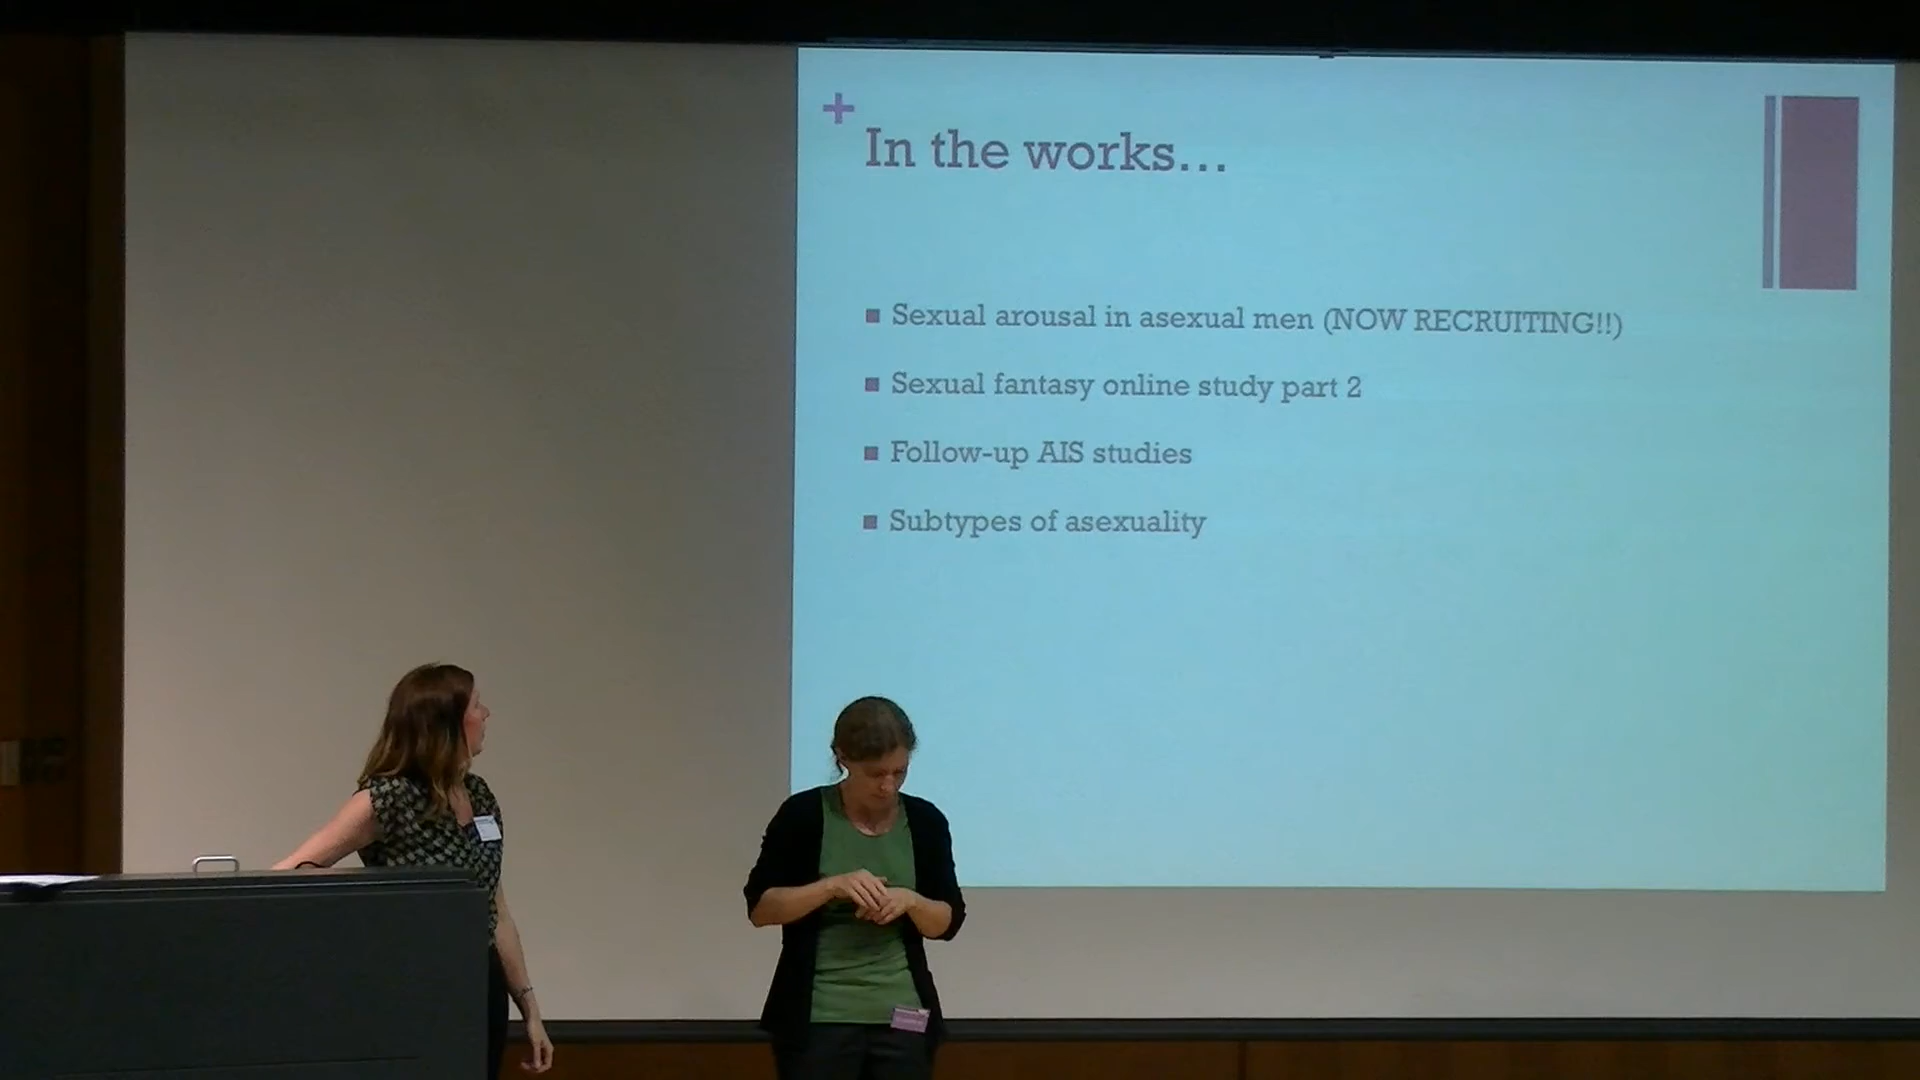 +
In the works...
Sexual arousal in asexual men (NOW RECRUITING!!)
Sexual fantasy online study part 2
Follow-up AIS studies
Subtypes of asexuality